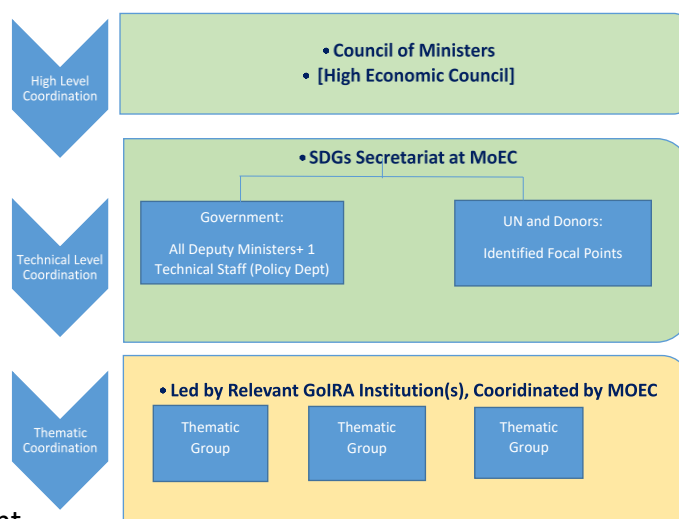 • Council of Ministers
• [High Economic Council]
High Level
Coordination
• SDGs Secretariat at MoEC
Government:
All Deputy Ministers+ 1
Technical Staff (Policy Dept)
UN and Donors:
Identified Focal Points
Technical Level
Coordination
• Led by Relevant GoIRA Institution(s), Cooridinated by MOEC
Thematic
Group
Thematic
Group
Thematic
Group
Thematic
Coordination